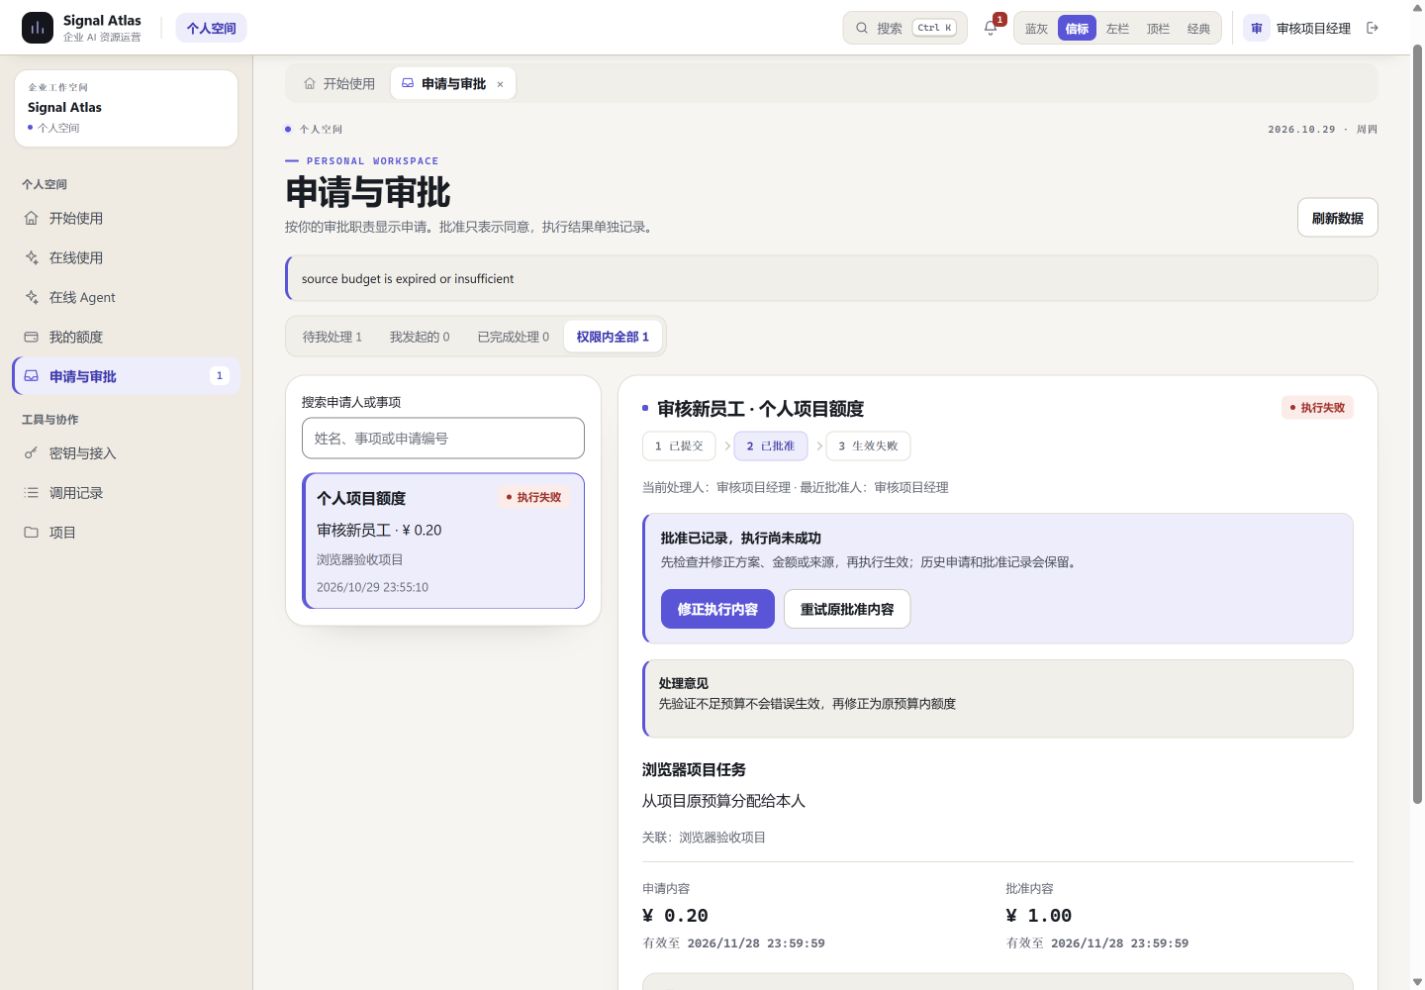 Signal Atlas
企业 AI 资源运营
个人空间
搜索 Ctrl K
1
蓝灰 信标 左栏 顶栏 经典
审 审核项目经理
企业工作空间
Signal Atlas
个人空间
个人空间
开始使用
在线使用
在线 Agent
我的额度
申请与审批 1
工具与协作
密钥与接入
调用记录
项目
开始使用 申请与审批 ×
个人空间
2026.10.29 · 周四
PERSONAL WORKSPACE
申请与审批
按你的审批职责显示申请。批准只表示同意，执行结果单独记录。
刷新数据
source budget is expired or insufficient
待我处理 1 我发起的 0 已完成处理 0 权限内全部 1
搜索申请人或事项
姓名、事项或申请编号
个人项目额度 执行失败
审核新员工 · ¥ 0.20
浏览器验收项目
2026/10/29 23:55:10
审核新员工 · 个人项目额度 执行失败
1 已提交 › 2 已批准 › 3 生效失败
当前处理人：审核项目经理 · 最近批准人：审核项目经理
批准已记录，执行尚未成功
先检查并修正方案、金额或来源，再执行生效；历史申请和批准记录会保留。
修正执行内容 重试原批准内容
处理意见
先验证不足预算不会错误生效，再修正为原预算内额度
浏览器项目任务
从项目原预算分配给本人
关联：浏览器验收项目
申请内容 批准内容
¥ 0.20 ¥ 1.00
有效至 2026/11/28 23:59:59 有效至 2026/11/28 23:59:59